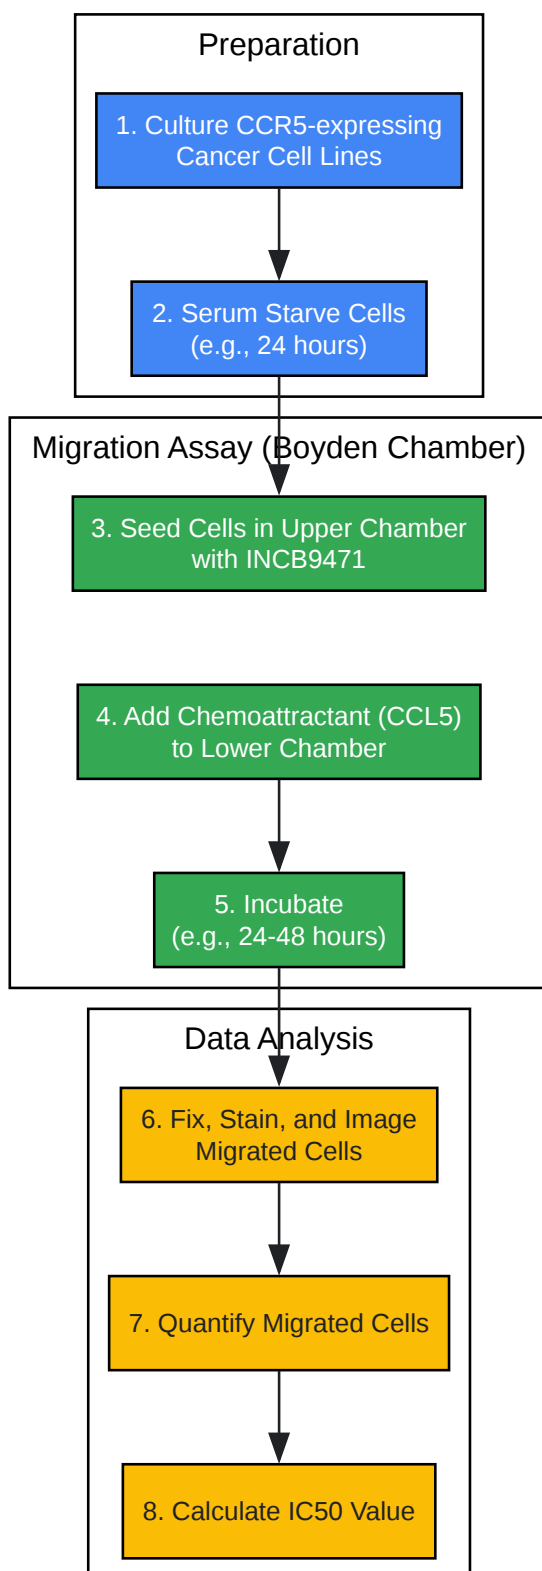 Preparation
1. Culture CCR5-expressing
Cancer Cell Lines
2. Serum Starve Cells
(e.g., 24 hours)
Migration Assay (Boyden Chamber)
3. Seed Cells in Upper Chamber
with INCB9471
4. Add Chemoattractant (CCL5)
to Lower Chamber
5. Incubate
(e.g., 24-48 hours)
Data Analysis
6. Fix, Stain, and Image
Migrated Cells
7. Quantify Migrated Cells
8. Calculate IC50 Value